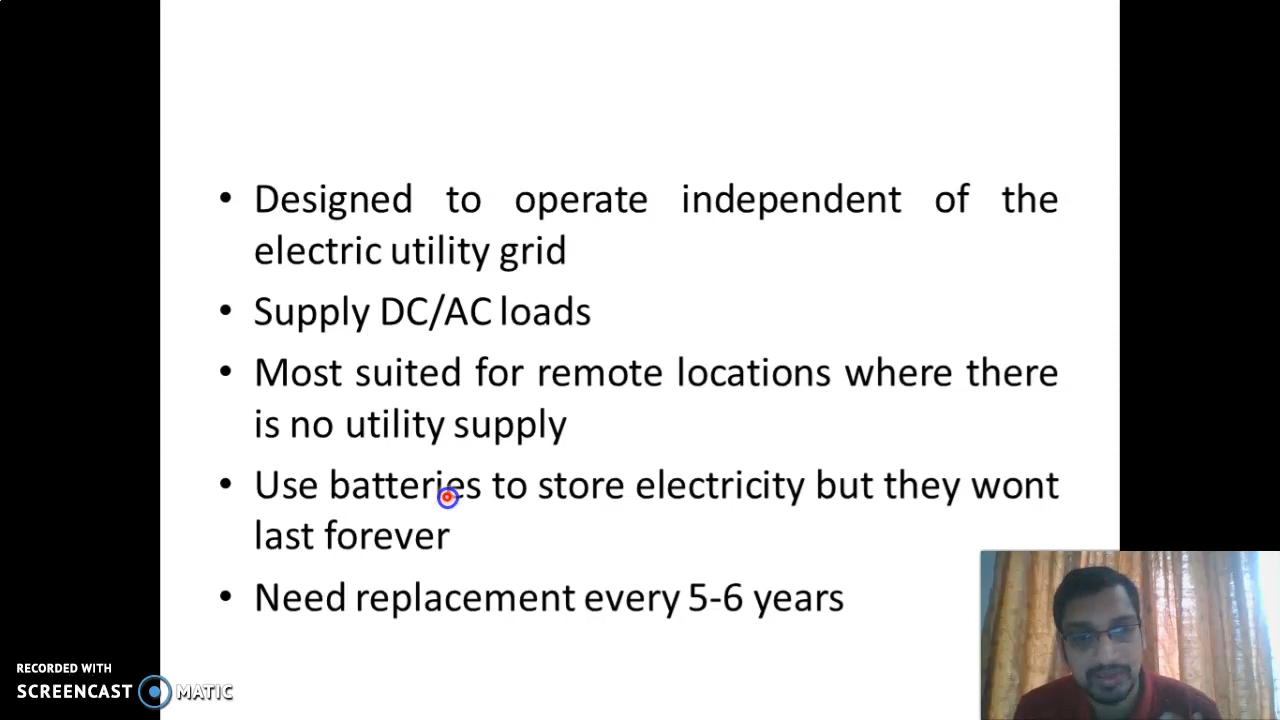 • Designed to operate independent of the
electric utility grid
• Supply DC/AC loads
• Most suited for remote locations where there
is no utility supply
• Use batteries to store electricity but they wont
last forever
• Need replacement every 5-6 years
RECORDED WITH
SCREENCAST MATIC